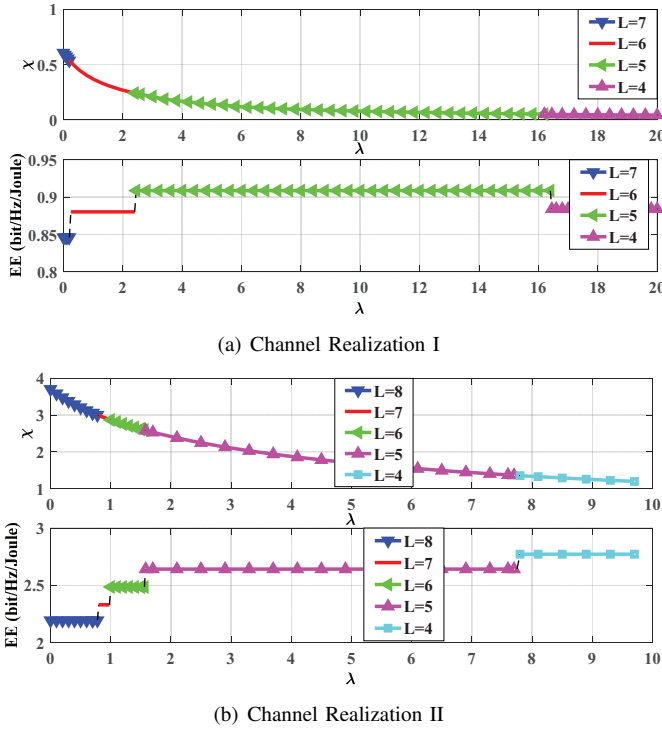 1
L=7
L=6
L=5
L=4
χ
0.5
0
0 2 4 6 8 10 12 14 16 18 20
λ
0.95
L=7
L=6
L=5
L=4
EE (bit/Hz/Joule)
0.9
0.85
0.8
0 2 4 6 8 10 12 14 16 18 20
λ
(a) Channel Realization I
4
L=8
L=7
L=6
L=5
L=4
χ
3
2
1
0 1 2 3 4 5 6 7 8 9 10
λ
3
L=8
L=7
L=6
L=5
L=4
EE (bit/Hz/Joule)
2.5
2
0 1 2 3 4 5 6 7 8 9 10
λ
(b) Channel Realization II